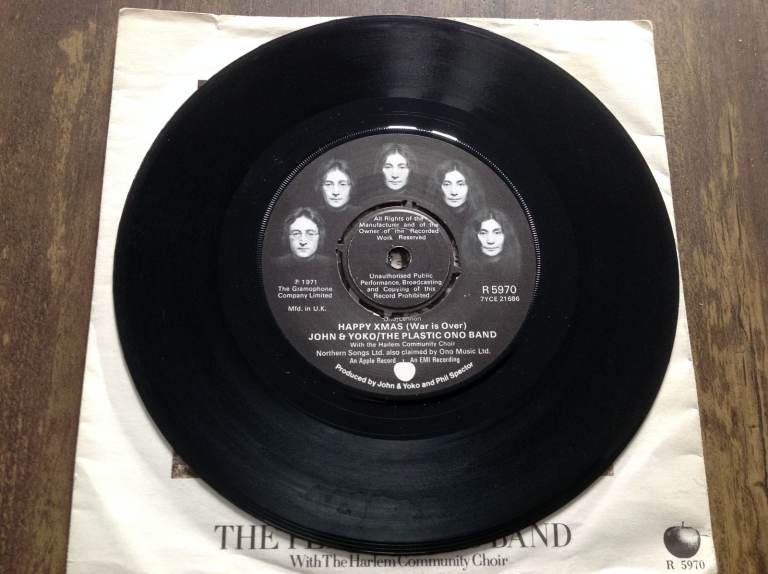 All Rights of the
Manufacturer and of the
Owner of the Recorded
Work Reserved
Unauthorised Public
Performance, Broadcasting
and Copying of this
Record Prohibited
℗ 1971
The Gramophone
Company Limited
Mfd. in U.K.
R 5970
7YCE 21686
HAPPY XMAS (War is Over)
JOHN & YOKO/THE PLASTIC ONO BAND
With the Harlem Community Choir
Northern Songs Ltd. also claimed by Ono Music Ltd.
An Apple Record · An EMI Recording
Produced by John & Yoko and Phil Spector
THE BAND
With The Harlem Community Choir
R 5970